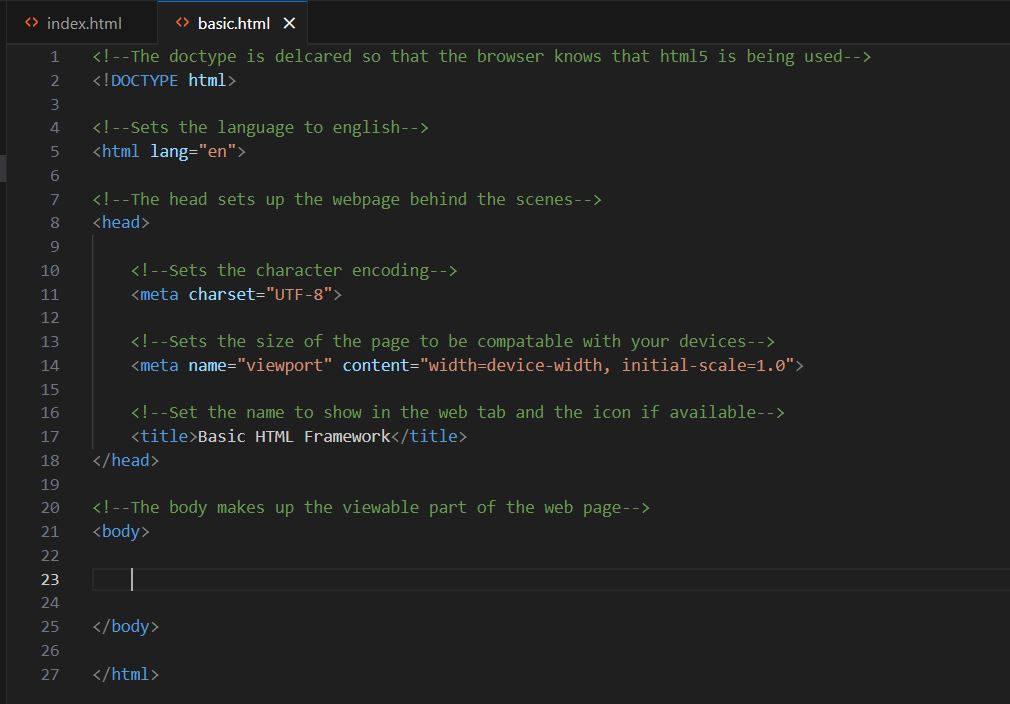 index.html
basic.html
1 <!--The doctype is delcared so that the browser knows that html5 is being used-->
2 <!DOCTYPE html>
3
4 <!--Sets the language to english-->
5 <html lang="en">
6
7 <!--The head sets up the webpage behind the scenes-->
8 <head>
9
10     <!--Sets the character encoding-->
11     <meta charset="UTF-8">
12
13     <!--Sets the size of the page to be compatable with your devices-->
14     <meta name="viewport" content="width=device-width, initial-scale=1.0">
15
16     <!--Set the name to show in the web tab and the icon if available-->
17     <title>Basic HTML Framework</title>
18 </head>
19
20 <!--The body makes up the viewable part of the web page-->
21 <body>
22
23
24
25 </body>
26
27 </html>